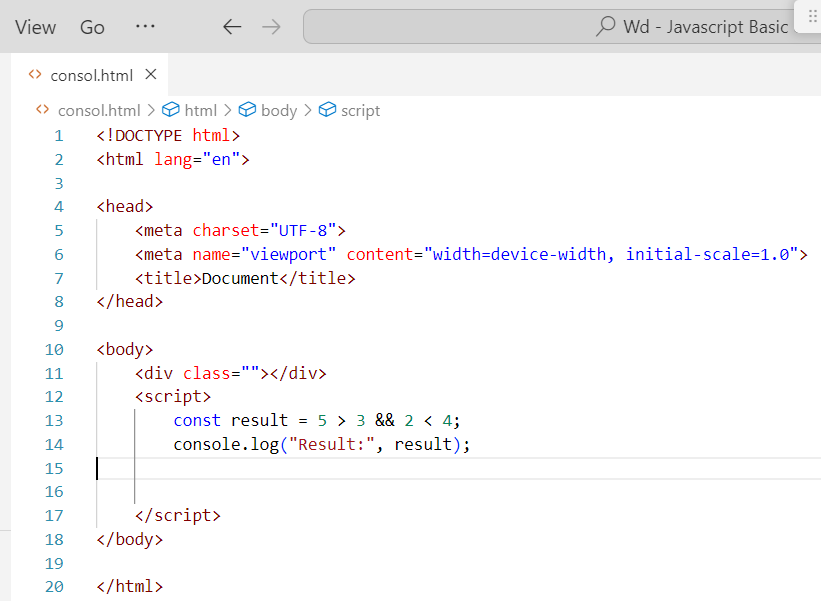 View Go ··· Wd - Javascript Basic
consol.html
consol.html > html > body > script
1 <!DOCTYPE html>
2 <html lang="en">
3
4 <head>
5 <meta charset="UTF-8">
6 <meta name="viewport" content="width=device-width, initial-scale=1.0">
7 <title>Document</title>
8 </head>
9
10 <body>
11 <div class=""></div>
12 <script>
13 const result = 5 > 3 && 2 < 4;
14 console.log("Result:", result);
15
16
17 </script>
18 </body>
19
20 </html>